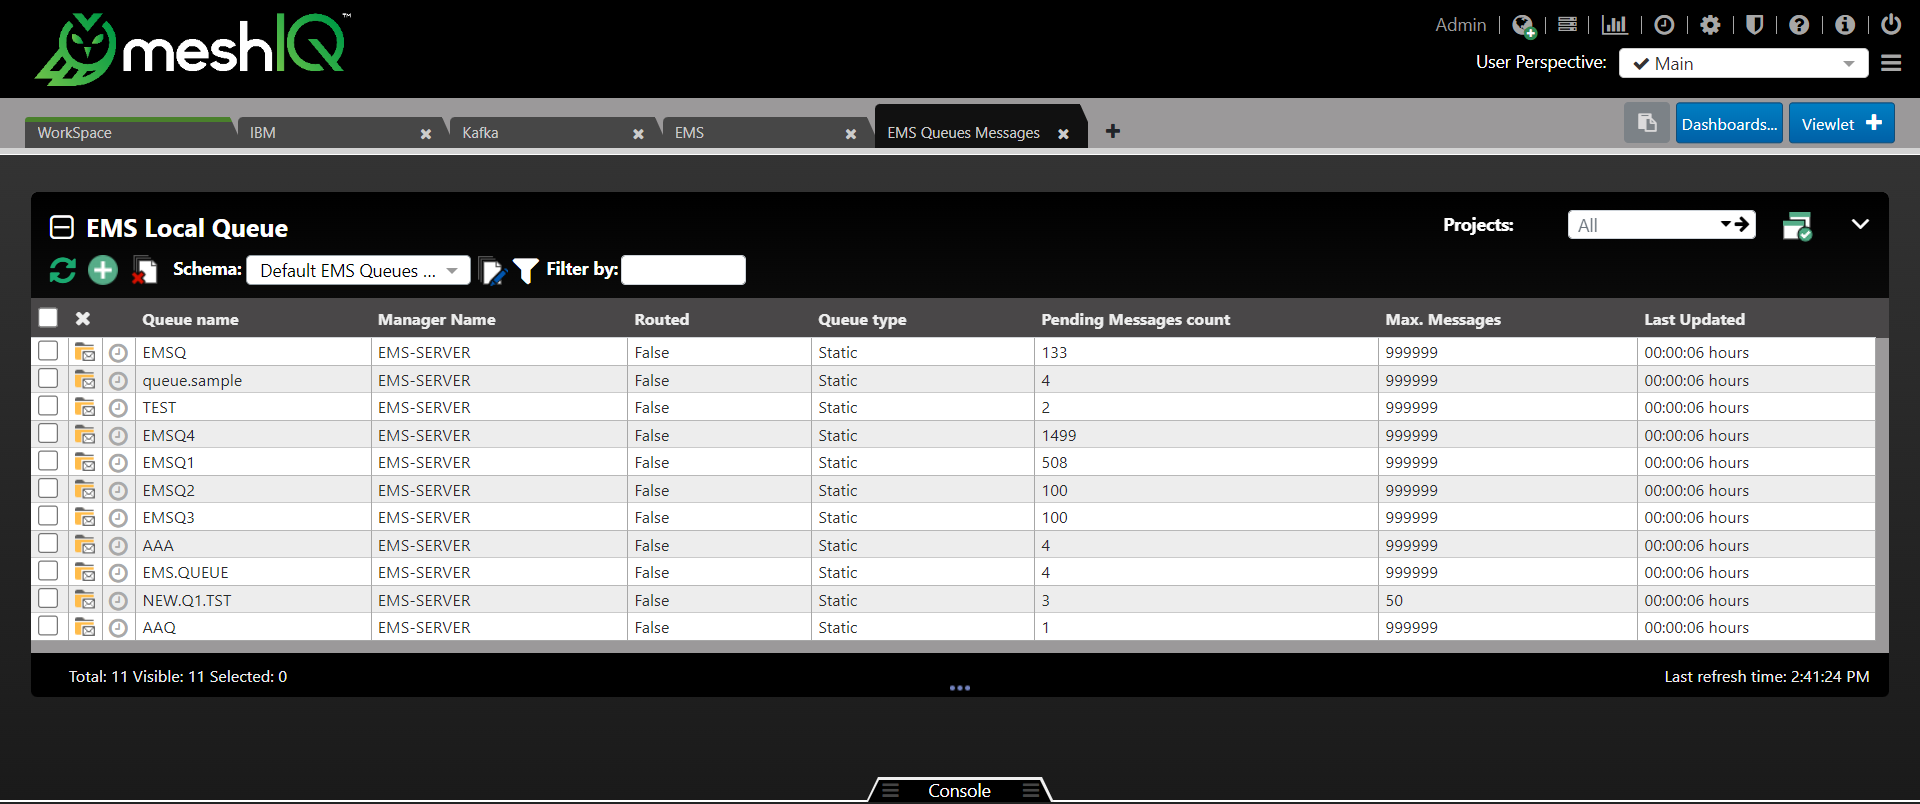 meshIQ™
Admin
User Perspective: Main
WorkSpace IBM Kafka EMS EMS Queues Messages Dashboards... Viewlet
EMS Local Queue Projects: All
Schema: Default EMS Queues ... Filter by:
Queue name Manager Name Routed Queue type Pending Messages count Max. Messages Last Updated
EMSQ EMS-SERVER False Static 133 999999 00:00:06 hours
queue.sample EMS-SERVER False Static 4 999999 00:00:06 hours
TEST EMS-SERVER False Static 2 999999 00:00:06 hours
EMSQ4 EMS-SERVER False Static 1499 999999 00:00:06 hours
EMSQ1 EMS-SERVER False Static 508 999999 00:00:06 hours
EMSQ2 EMS-SERVER False Static 100 999999 00:00:06 hours
EMSQ3 EMS-SERVER False Static 100 999999 00:00:06 hours
AAA EMS-SERVER False Static 4 999999 00:00:06 hours
EMS.QUEUE EMS-SERVER False Static 4 999999 00:00:06 hours
NEW.Q1.TST EMS-SERVER False Static 3 50 00:00:06 hours
AAQ EMS-SERVER False Static 1 999999 00:00:06 hours
Total: 11 Visible: 11 Selected: 0 Last refresh time: 2:41:24 PM
Console